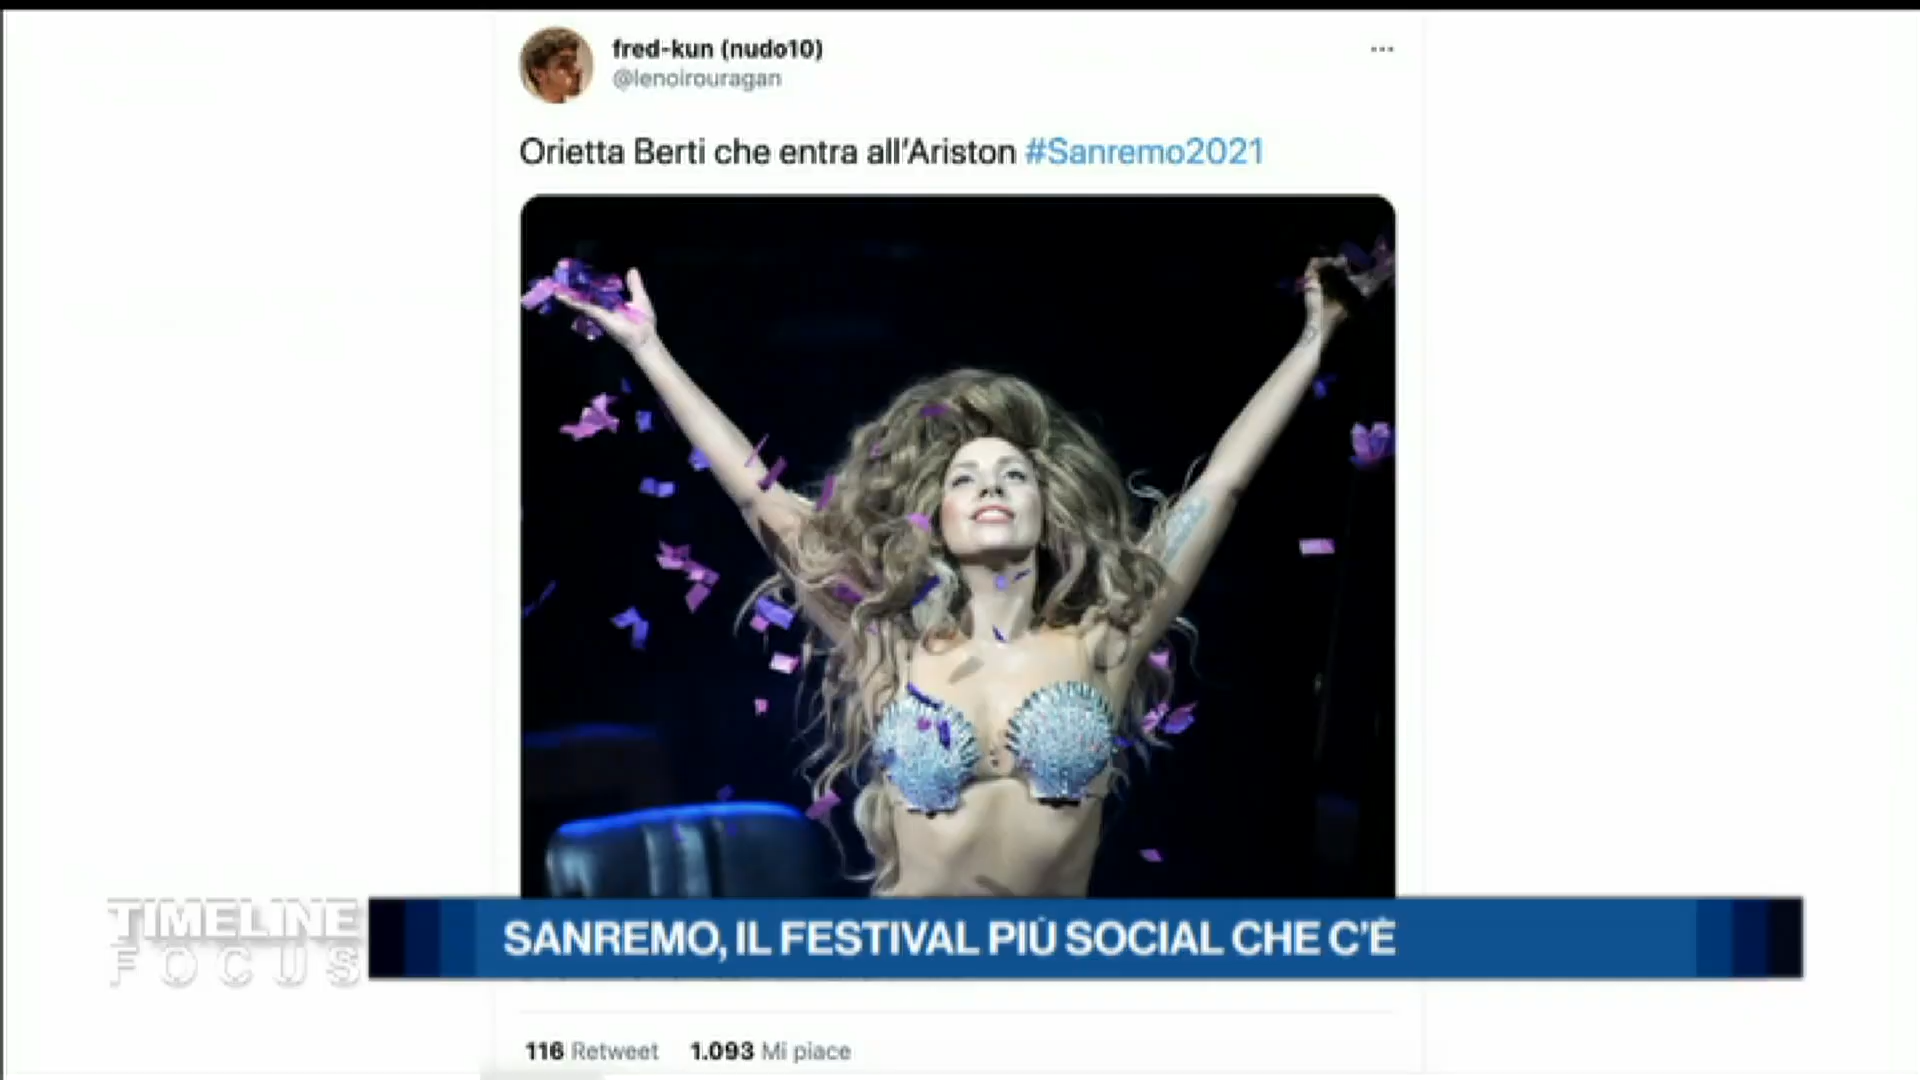 fred-kun (nudo10)
@lenoirouragan
Orietta Berti che entra all'Ariston #Sanremo2021
TIMELINE
FOCUS
SANREMO, IL FESTIVAL PIÙ SOCIAL CHE C'È
116 Retweet 1.093 Mi piace